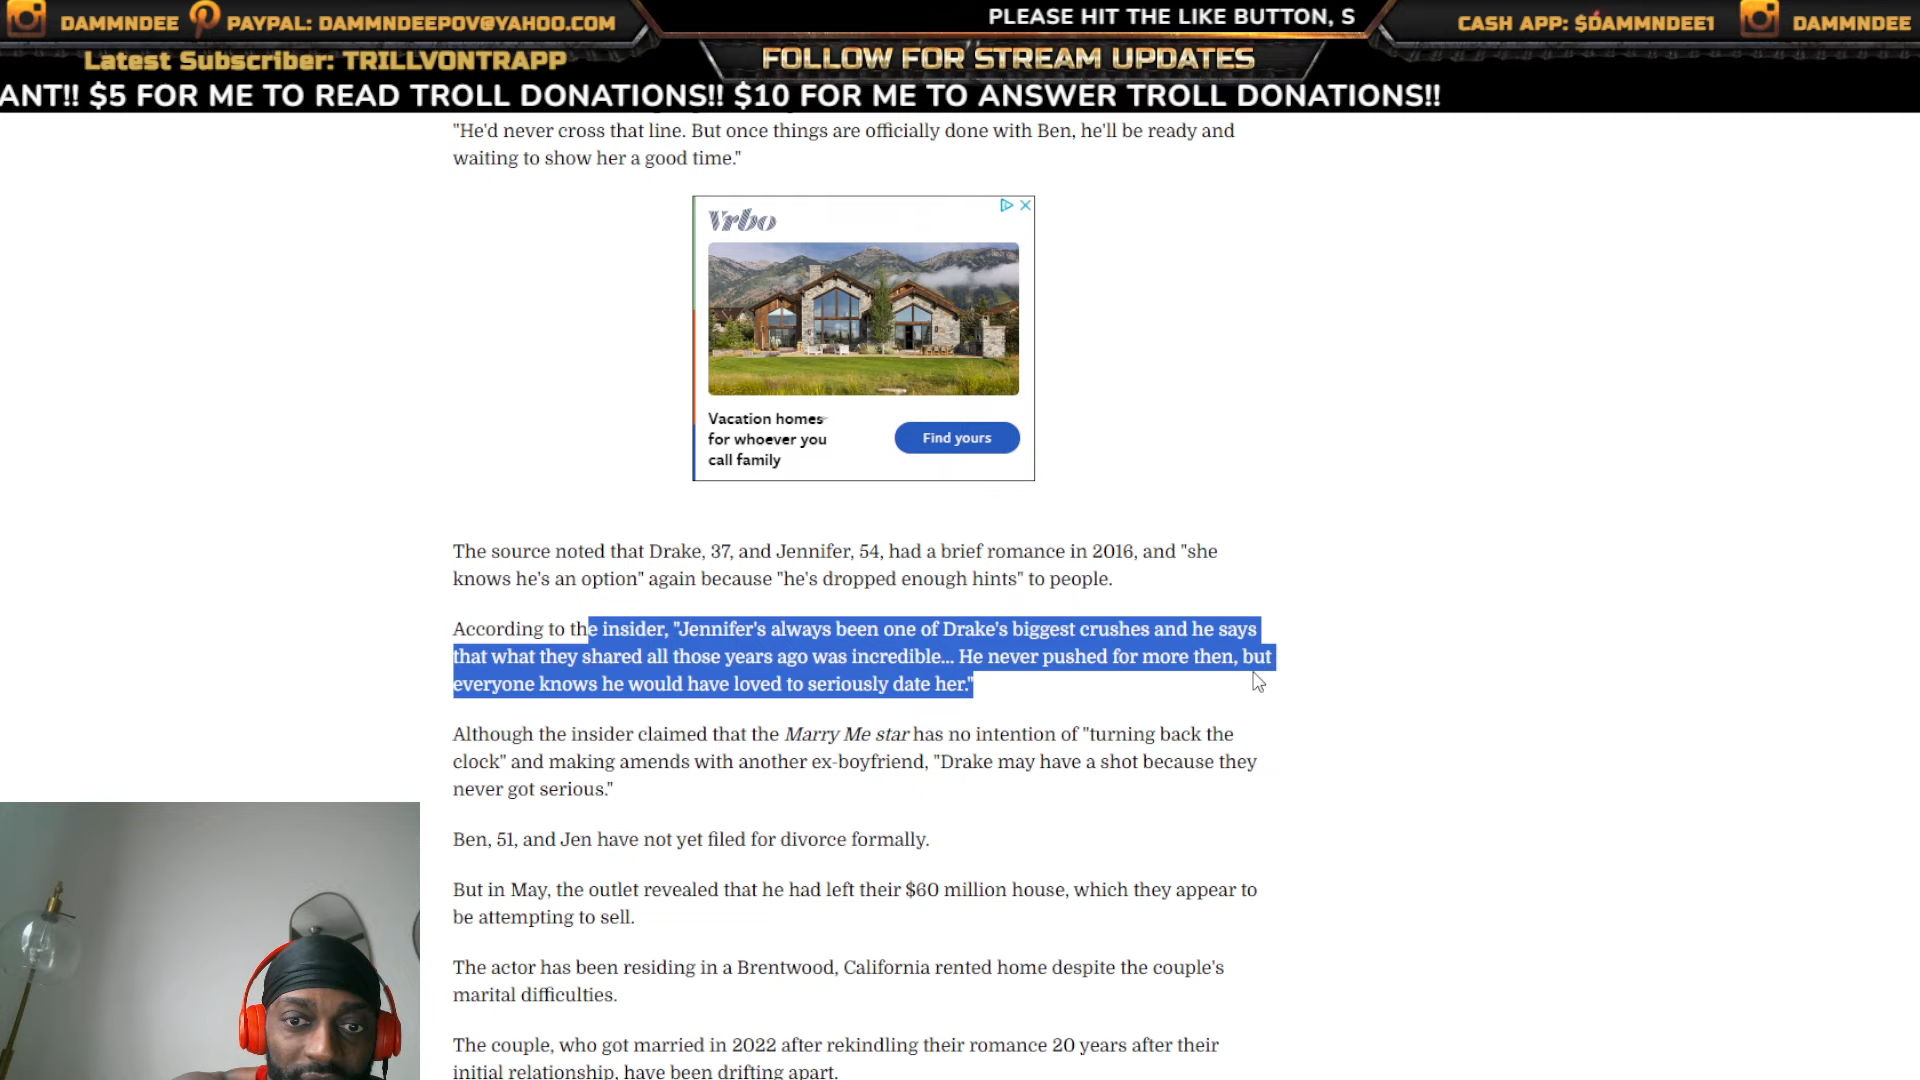 DAMMNDEE
PAYPAL: DAMMNDEEPOV@YAHOO.COM
PLEASE HIT THE LIKE BUTTON, S
CASH APP: $DAMMNDEE1
DAMMNDEE
Latest Subscriber: TRILLVONTRAPP
FOLLOW FOR STREAM UPDATES
ANT!! $5 FOR ME TO READ TROLL DONATIONS!! $10 FOR ME TO ANSWER TROLL DONATIONS!!
"He'd never cross that line. But once things are officially done with Ben, he'll be ready and
waiting to show her a good time."
Vrbo
Vacation homes
for whoever you
call family
Find yours
The source noted that Drake, 37, and Jennifer, 54, had a brief romance in 2016, and "she
knows he's an option" again because "he's dropped enough hints" to people.
According to the insider, "Jennifer's always been one of Drake's biggest crushes and he says
that what they shared all those years ago was incredible... He never pushed for more then, but
everyone knows he would have loved to seriously date her."
Although the insider claimed that the Marry Me star has no intention of "turning back the
clock" and making amends with another ex-boyfriend, "Drake may have a shot because they
never got serious."
Ben, 51, and Jen have not yet filed for divorce formally.
But in May, the outlet revealed that he had left their $60 million house, which they appear to
be attempting to sell.
The actor has been residing in a Brentwood, California rented home despite the couple's
marital difficulties.
The couple, who got married in 2022 after rekindling their romance 20 years after their
initial relationship, have been drifting apart.